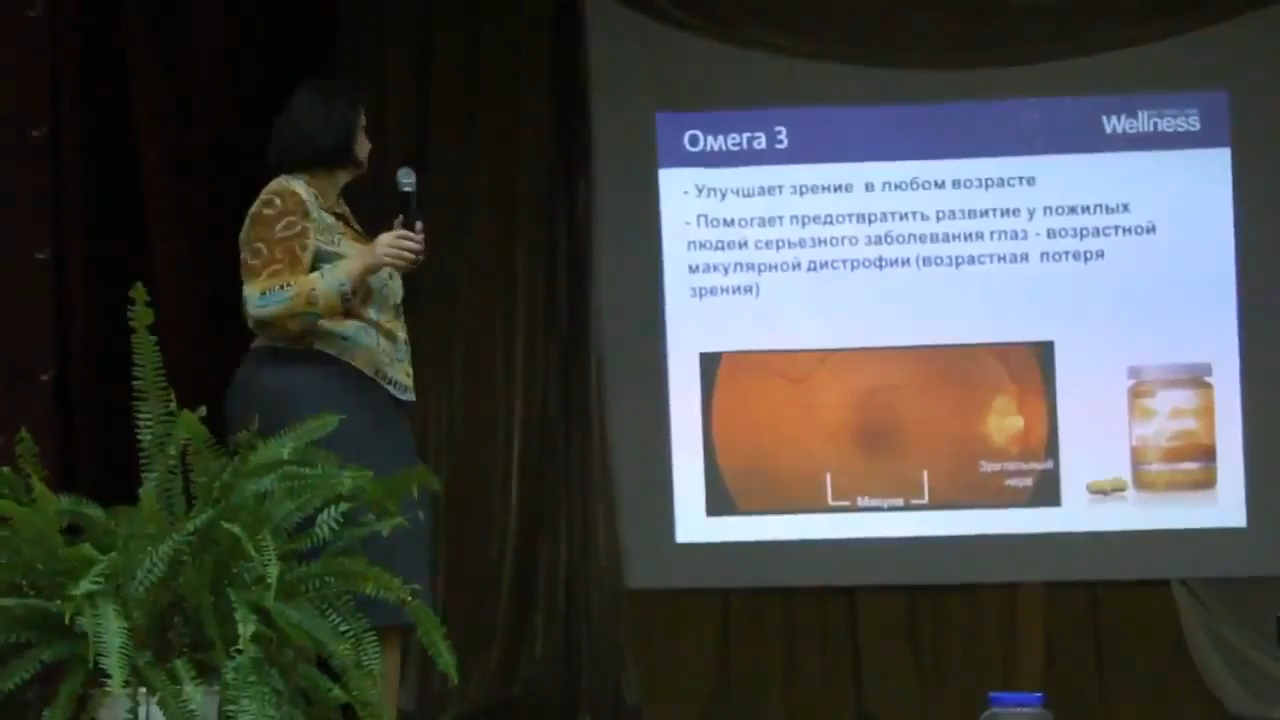 Омега 3
Wellness
- Улучшает зрение в любом возрасте
- Помогает предотвратить развитие у пожилых
людей серьезного заболевания глаз - возрастной
макулярной дистрофии (возрастная потеря
зрения)
Зрительный
нерв
Макула